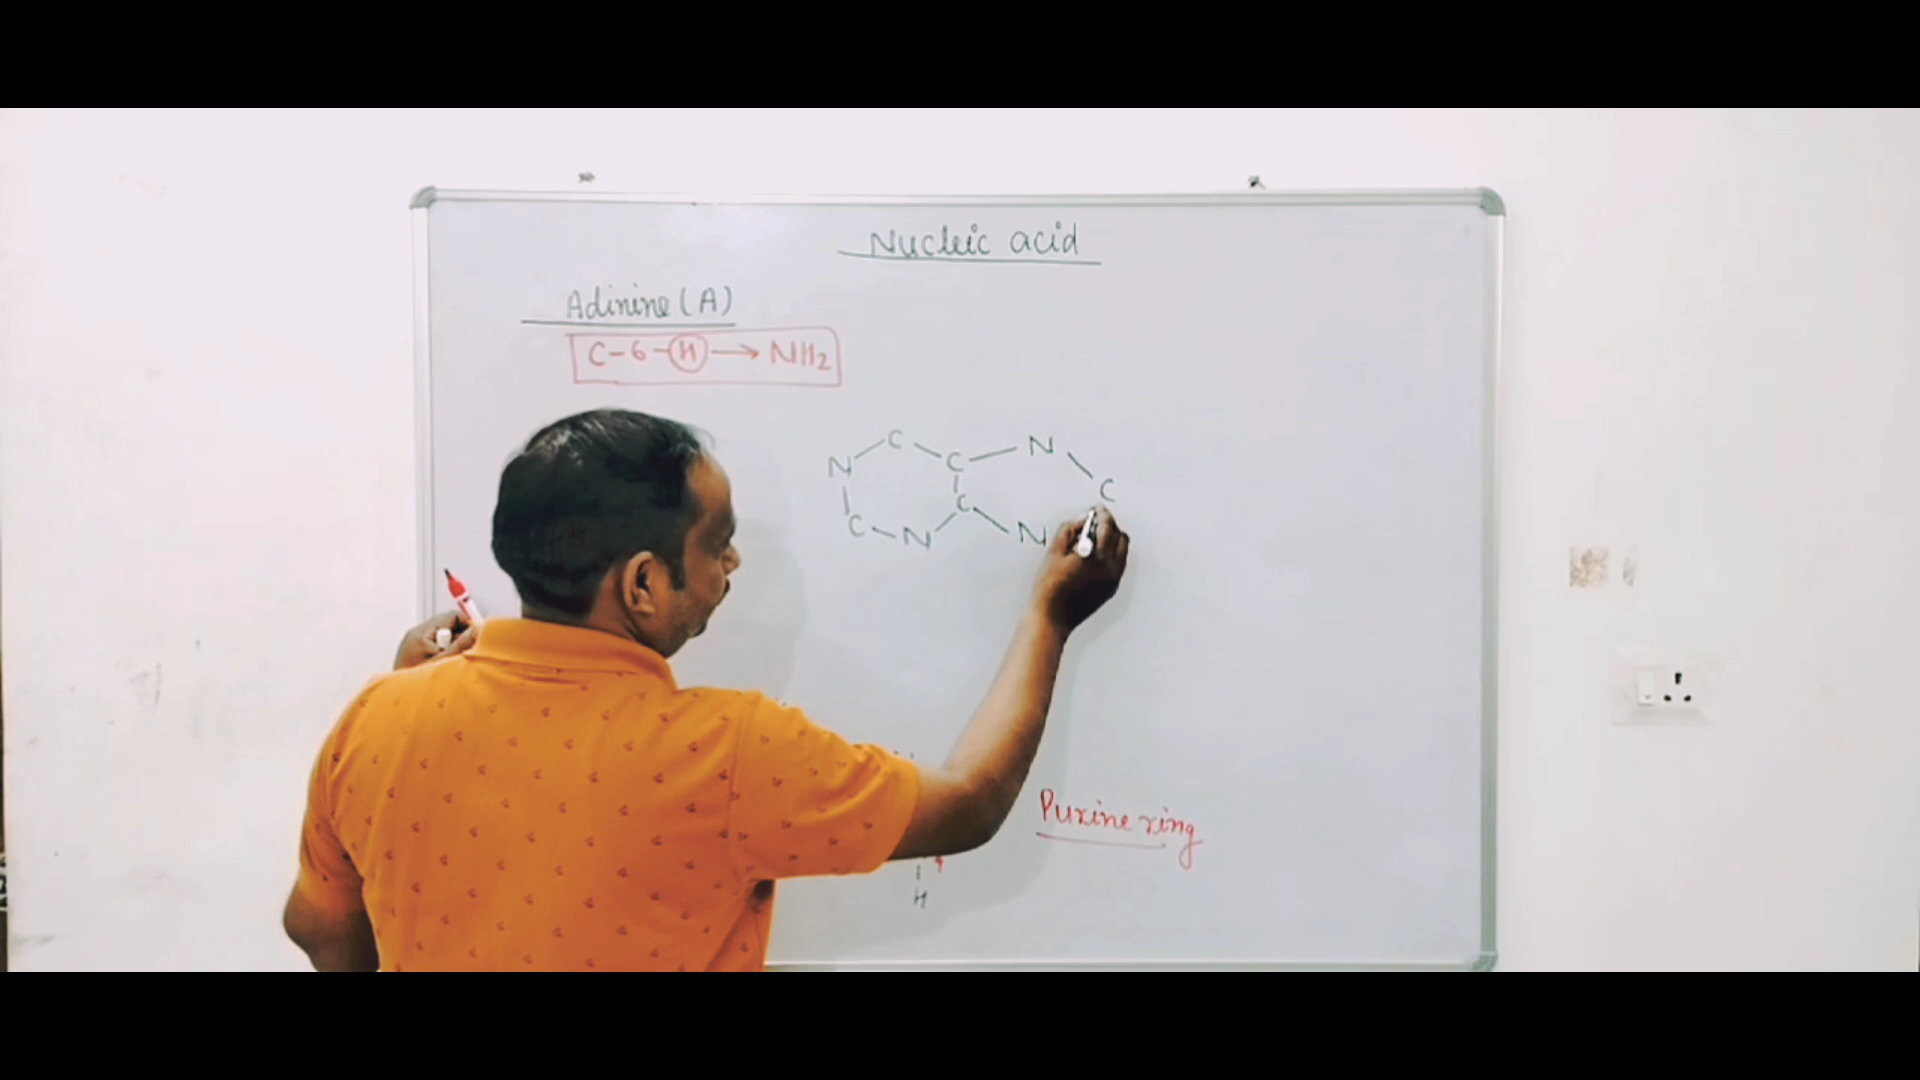 Nucleic acid
Adinine (A)
C-6-H → NH2
C N
N C C
C
C N N
Purine ring
H